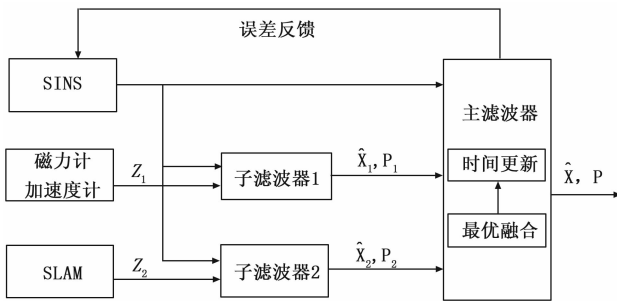 误差反馈
SINS
主滤波器
磁力计
加速度计
Z₁
子滤波器1
X̂₁, P₁
时间更新
X̂, P
最优融合
SLAM
Z₂
子滤波器2
X̂₂, P₂